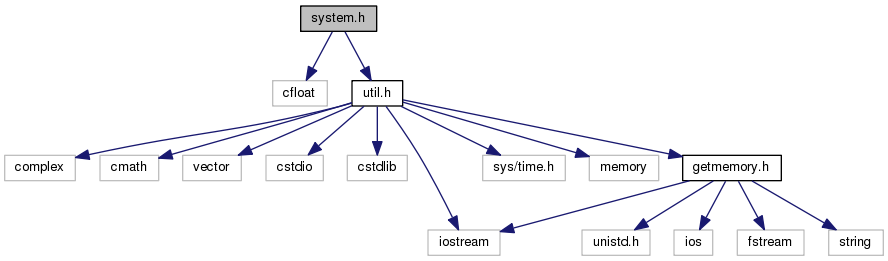 system.h
cfloat
util.h
complex
cmath
vector
cstdio
cstdlib
sys/time.h
memory
getmemory.h
iostream
unistd.h
ios
fstream
string